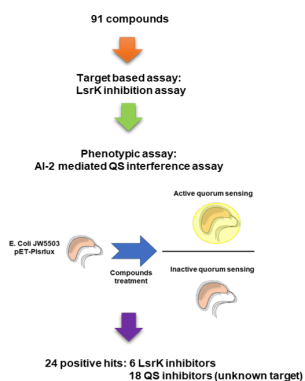 91 compounds
Target based assay:
LsrK inhibition assay
Phenotypic assay:
AI-2 mediated QS interference assay
Active quorum sensing
E. Coli JW5503
pET-Plsrlux
Compounds
treatment
Inactive quorum sensing
24 positive hits: 6 LsrK inhibitors
18 QS inhibitors (unknown target)